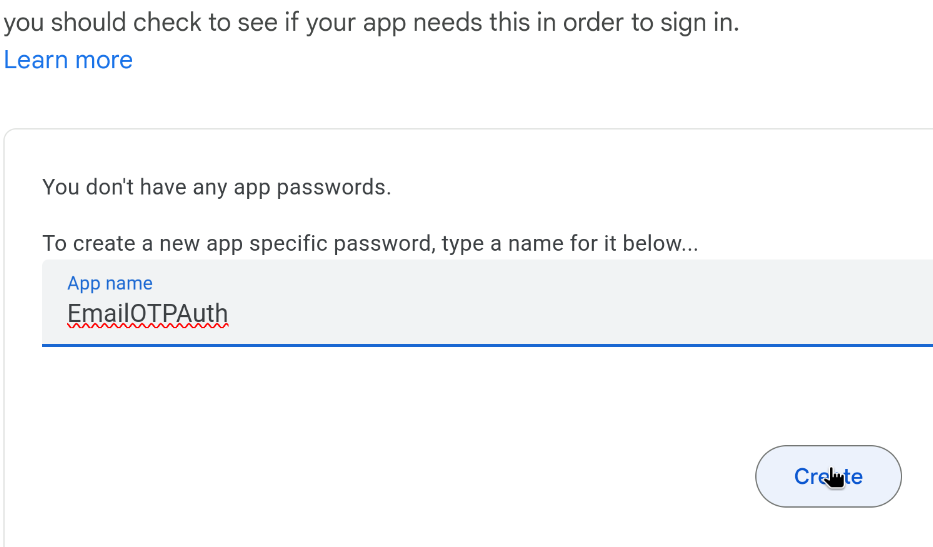 you should check to see if your app needs this in order to sign in.
Learn more
You don't have any app passwords.
To create a new app specific password, type a name for it below...
App name
EmailOTPAuth
Create